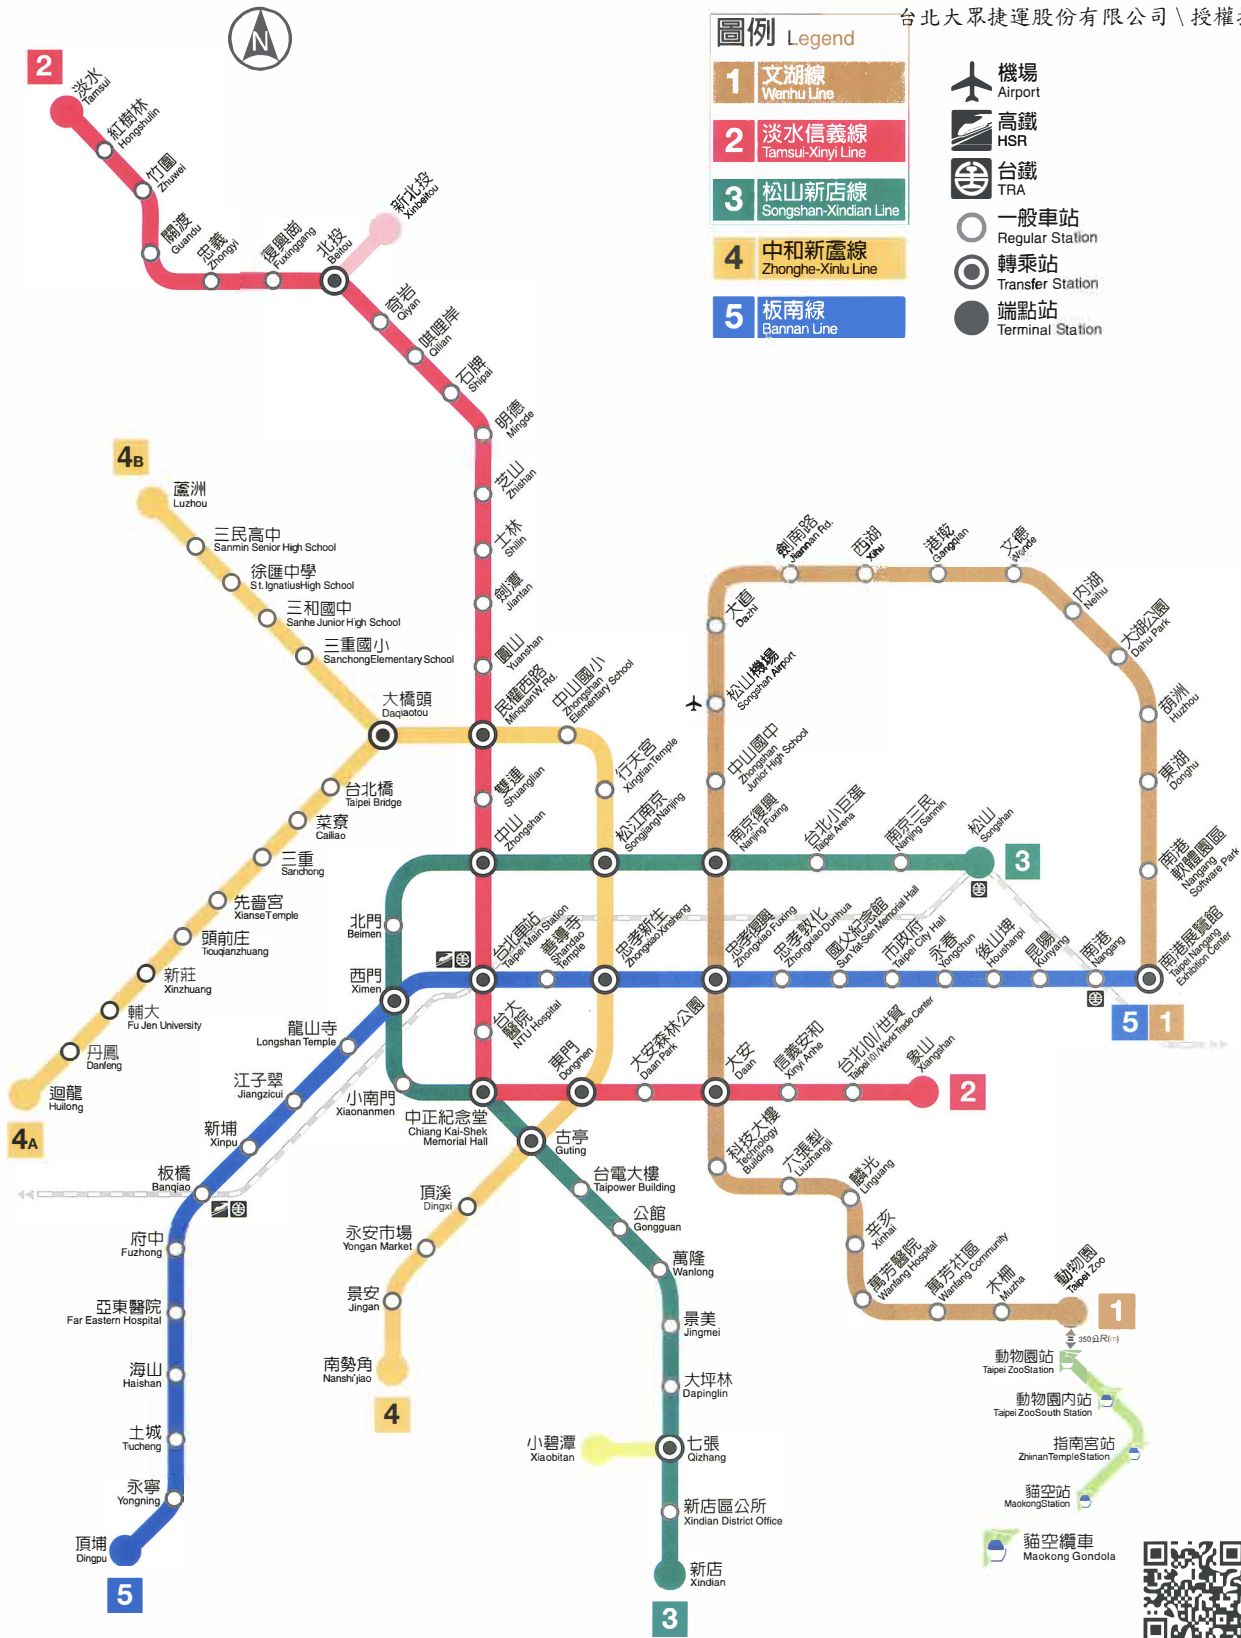 台北大眾捷運股份有限公司 \ 授權
N
圖例 Legend
1 文湖線
Wenhu Line
2 淡水信義線
Tamsui-Xinyi Line
3 松山新店線
Songshan-Xindian Line
4 中和新蘆線
Zhonghe-Xinlu Line
5 板南線
Bannan Line
機場
Airport
高鐵
HSR
台鐵
TRA
一般車站
Regular Station
轉乘站
Transfer Station
端點站
Terminal Station
2
淡水
Tamsui
紅樹林
Hongshulin
竹圍
Zhuwei
關渡
Guandu
忠義
Zhongyi
復興崗
Fuxinggang
北投
Beitou
新北投
Xinbeitou
奇岩
Qiyan
唭哩岸
Qilian
石牌
Shipai
明德
Mingde
芝山
Zhishan
士林
Shilin
劍潭
Jiantan
圓山
Yuanshan
民權西路
Minquan W. Rd.
雙連
Shuanglian
中山
Zhongshan
4B
蘆洲
Luzhou
三民高中
Sanmin Senior High School
徐匯中學
St. IgnatiusHigh School
三和國中
Sanhe Junior High School
三重國小
SanchongElementary School
大橋頭
Daqiaotou
台北橋
Taipei Bridge
菜寮
Cailiao
三重
Sanchong
先嗇宮
XianseTemple
頭前庄
Touqianzhuang
新莊
Xinzhuang
輔大
Fu Jen University
丹鳳
Danfeng
迴龍
Huilong
4A
中山國小
Zhongshan
Elementary School
行天宮
XingtianTemple
松江南京
Songjiang Nanjing
劍南路
Jiannan Rd.
西湖
Xihu
港墘
Gangqian
文德
Wende
內湖
Neihu
大湖公園
Dahu Park
葫洲
Huzhou
東湖
Donghu
南港
軟體園區
Nangang
Software Park
南港展覽館
Taipei Nangang
Exhibition Center
大直
Dazhi
松山機場
Songshan Airport
中山國中
Zhongshan
Junior High School
南京復興
Nanjing Fuxing
台北小巨蛋
Taipei Arena
南京三民
Nanjing Sanmin
松山
Songshan
3
北門
Beimen
西門
Ximen
台北車站
Taipei Main Station
善導寺
Shandao
Temple
忠孝新生
Zhongxiao Xinsheng
忠孝復興
Zhongxiao Fuxing
忠孝敦化
Zhongxiao Dunhua
國父紀念館
Sun Yat-Sen Memorial Hall
市政府
Taipei City Hall
永春
Yongchun
後山埤
Houshanpi
昆陽
Kunyang
南港
Nangang
5
1
龍山寺
Longshan Temple
江子翠
Jiangzicui
新埔
Xinpu
板橋
Banqiao
府中
Fuzhong
亞東醫院
Far Eastern Hospital
海山
Haishan
土城
Tucheng
永寧
Yongning
頂埔
Dingpu
5
小南門
Xiaonanmen
台大
醫院
NTU Hospital
中正紀念堂
Chiang Kai-Shek
Memorial Hall
東門
Dongmen
大安森林公園
Daan Park
大安
Daan
信義安和
Xinyi Anhe
台北101/世貿
Taipei 101/World Trade Center
象山
Xiangshan
2
古亭
Guting
頂溪
Dingxi
永安市場
Yongan Market
景安
Jingan
南勢角
Nanshi'jiao
4
台電大樓
Taipower Building
公館
Gongguan
萬隆
Wanlong
景美
Jingmei
大坪林
Dapinglin
小碧潭
Xiaobitan
七張
Qizhang
新店區公所
Xindian District Office
新店
Xindian
3
科技大樓
Technology
Building
六張犁
Liuzhangli
麟光
Linguang
辛亥
Xinhai
萬芳醫院
Wanfang Hospital
萬芳社區
Wanfang Community
木柵
Muzha
動物園
Taipei Zoo
1
350公尺(m)
動物園站
Taipei ZooStation
動物園內站
Taipei ZooSouth Station
指南宮站
ZhinanTempleStation
貓空站
MaokongStation
貓空纜車
Maokong Gondola